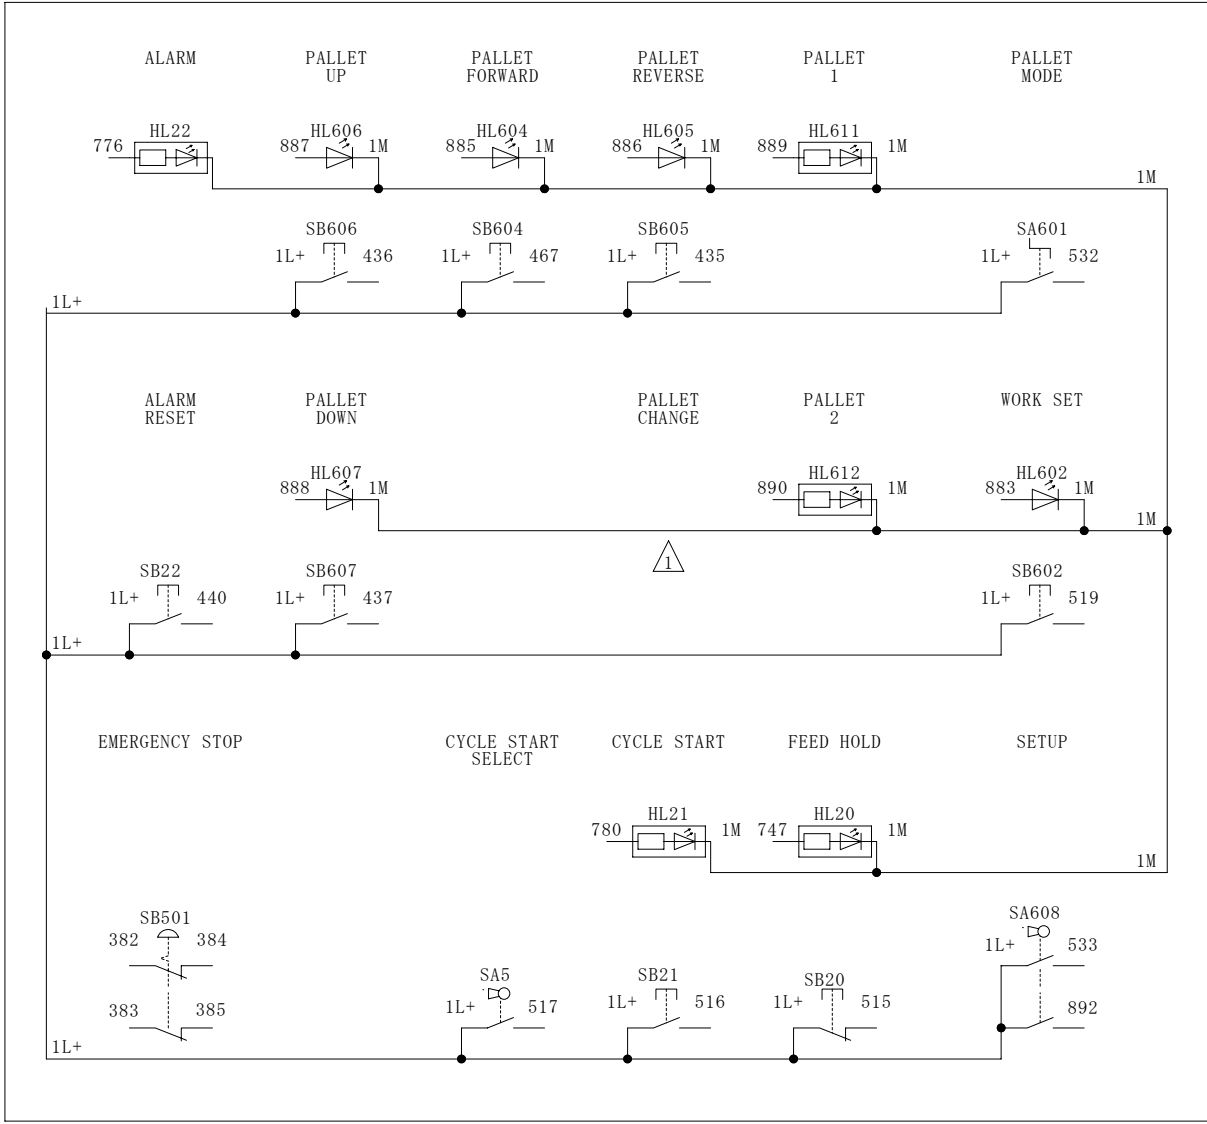 ALARM PALLET PALLET PALLET PALLET PALLET
UP FORWARD REVERSE 1 MODE
HL22 HL606 HL604 HL605 HL611
776 887 1M 885 1M 886 1M 889 1M
1M
SB606 SB604 SB605 SA601
1L+ 436 1L+ 467 1L+ 435 1L+ 532
1L+
ALARM PALLET PALLET PALLET WORK SET
RESET DOWN CHANGE 2
HL607 HL612 HL602
888 1M 890 1M 883 1M
1M
1
SB22 SB607 SB602
1L+ 440 1L+ 437 1L+ 519
1L+
EMERGENCY STOP CYCLE START CYCLE START FEED HOLD SETUP
SELECT
HL21 HL20
780 1M 747 1M
1M
SB501 SA608
382 384 1L+ 533
SA5 SB21 SB20
383 385 1L+ 517 1L+ 516 1L+ 515 892
1L+